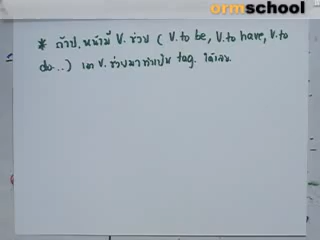 ormschool
* ถ้าป.หน้ามี V. ช่วย ( V. to be, V. to have, V. to
do...) เอา V. ช่วยมาทำเป็น tag. ได้เลย